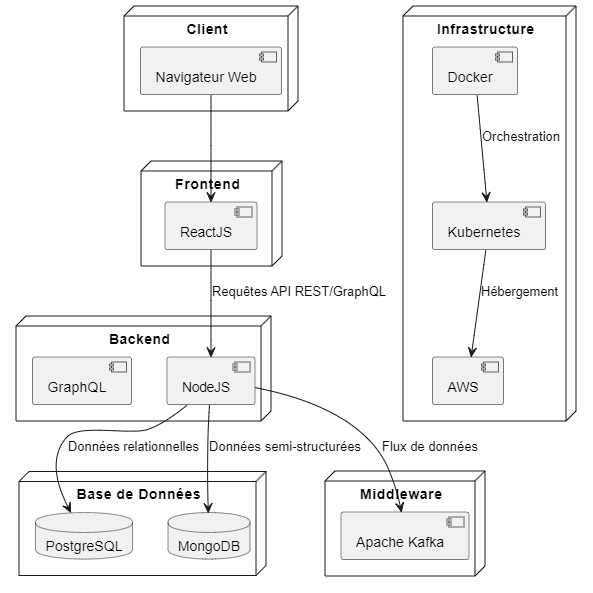 Client
Navigateur Web
Frontend
ReactJS
Requêtes API REST/GraphQL
Backend
GraphQL
NodeJS
Données relationnelles
Données semi-structurées
Flux de données
Base de Données
PostgreSQL
MongoDB
Middleware
Apache Kafka
Infrastructure
Docker
Orchestration
Kubernetes
Hébergement
AWS